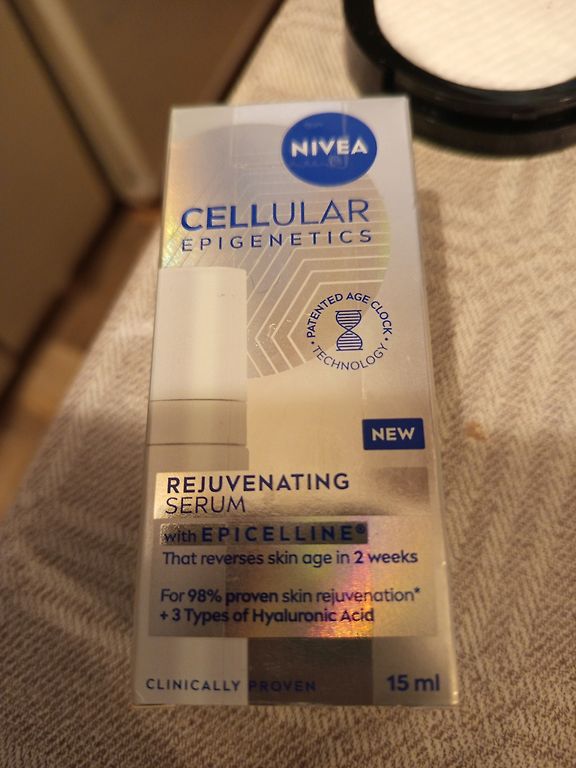 NIVEA
CELLULAR
EPIGENETICS
PATENTED AGE CLOCK
• TECHNOLOGY •
NEW
REJUVENATING
SERUM
with EPICELLINE®
That reverses skin age in 2 weeks
For 98% proven skin rejuvenation*
+ 3 Types of Hyaluronic Acid
CLINICALLY PROVEN
15 ml